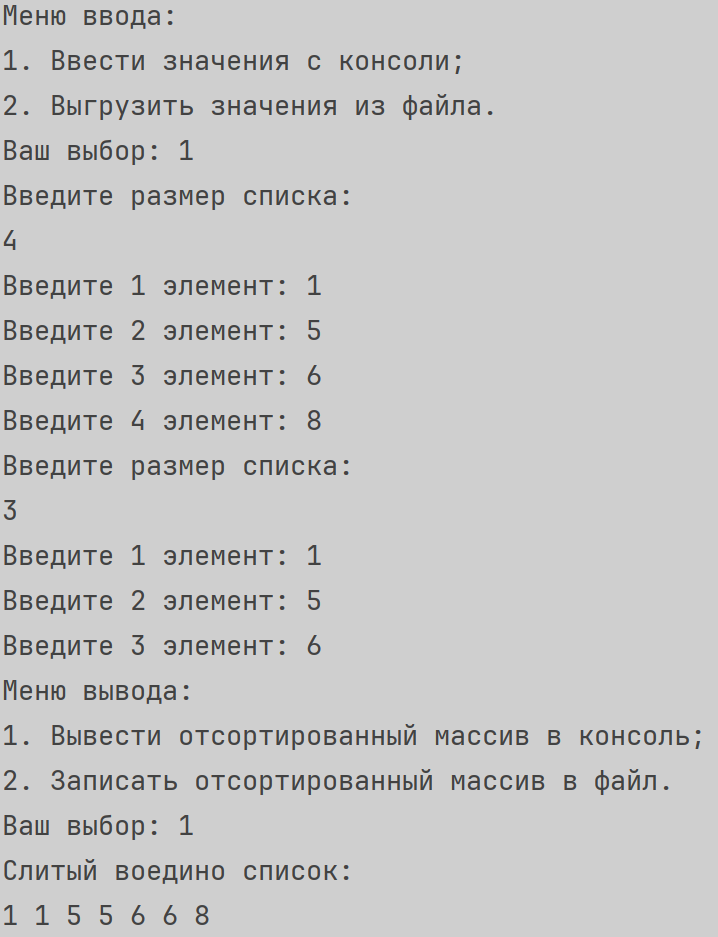 Меню ввода:
1. Ввести значения с консоли;
2. Выгрузить значения из файла.
Ваш выбор: 1
Введите размер списка:
4
Введите 1 элемент: 1
Введите 2 элемент: 5
Введите 3 элемент: 6
Введите 4 элемент: 8
Введите размер списка:
3
Введите 1 элемент: 1
Введите 2 элемент: 5
Введите 3 элемент: 6
Меню вывода:
1. Вывести отсортированный массив в консоль;
2. Записать отсортированный массив в файл.
Ваш выбор: 1
Слитый воедино список:
1 1 5 5 6 6 8